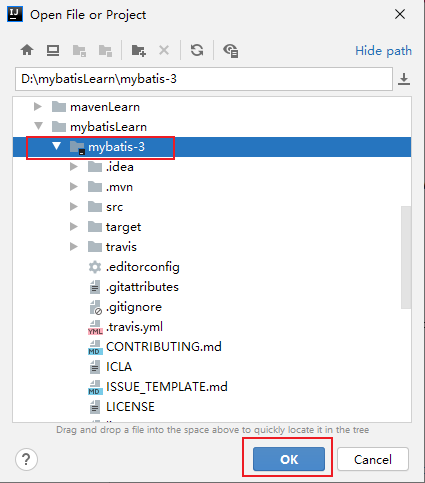 Open File or Project
Hide path
D:\mybatisLearn\mybatis-3
mavenLearn
mybatisLearn
mybatis-3
.idea
.mvn
src
target
travis
.editorconfig
.gitattributes
.gitignore
.travis.yml
CONTRIBUTING.md
ICLA
ISSUE_TEMPLATE.md
LICENSE
Drag and drop a file into the space above to quickly locate it in the tree
OK
Cancel